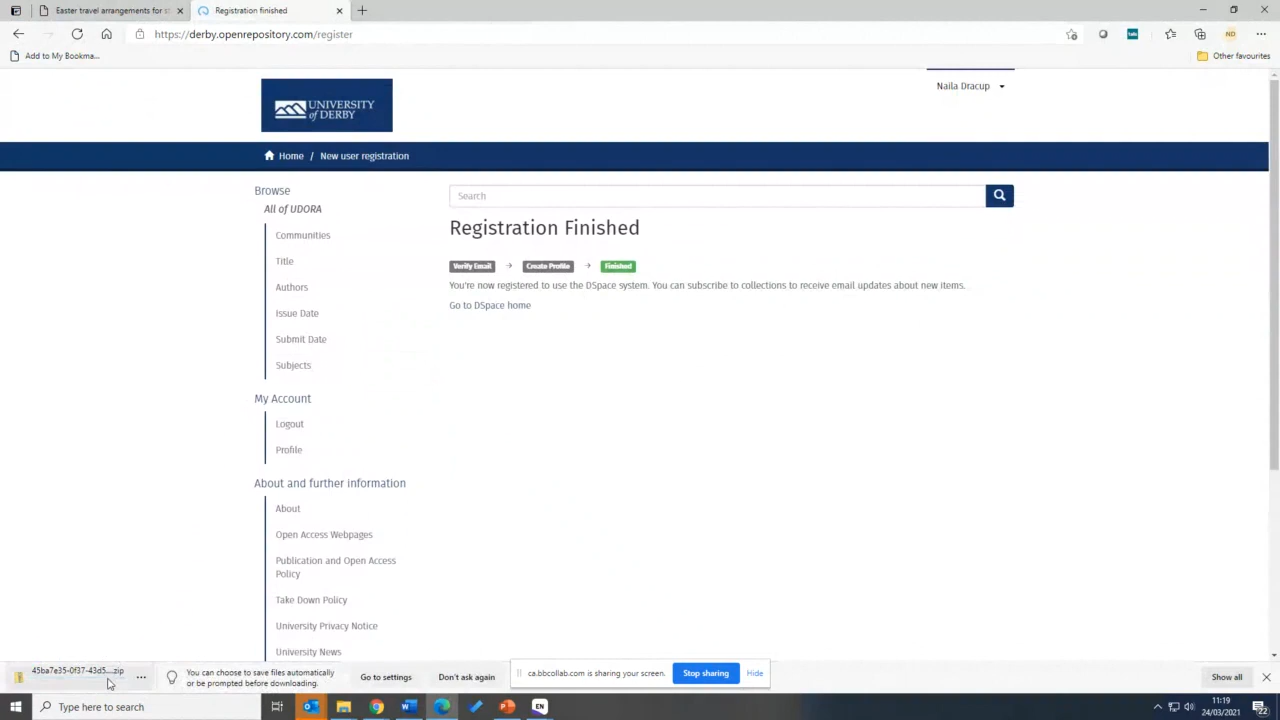 Easter travel arrangements for s
Registration finished
https://derby.openrepository.com/register
ND
Add to My Bookma...
Other favourites
UNIVERSITY
of DERBY
Naila Dracup
Home / New user registration
Browse
All of UDORA
Communities
Title
Authors
Issue Date
Submit Date
Subjects
My Account
Logout
Profile
About and further information
About
Open Access Webpages
Publication and Open Access
Policy
Take Down Policy
University Privacy Notice
University News
Search
Registration Finished
Verify Email → Create Profile → Finished
You're now registered to use the DSpace system. You can subscribe to collections to receive email updates about new items.
Go to DSpace home
45ba7e35-0f37-43d5....zip
You can choose to save files automatically
or be prompted before downloading.
Go to settings
Don't ask again
ca.bbcollab.com is sharing your screen.
Stop sharing
Hide
Show all
Type here to search
EN
11:19
24/03/2021
22